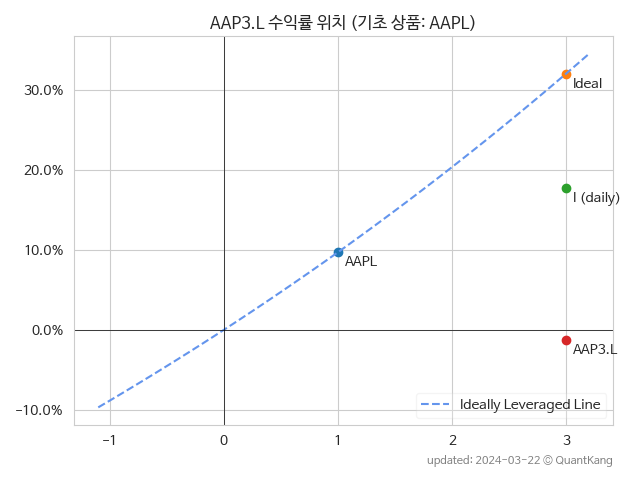 AAP3.L 수익률 위치 (기초 상품: AAPL)
30.0%
20.0%
10.0%
0.0%
−10.0%
Ideal
I (daily)
AAPL
AAP3.L
Ideally Leveraged Line
−1
0
1
2
3
updated: 2024-03-22 © QuantKang